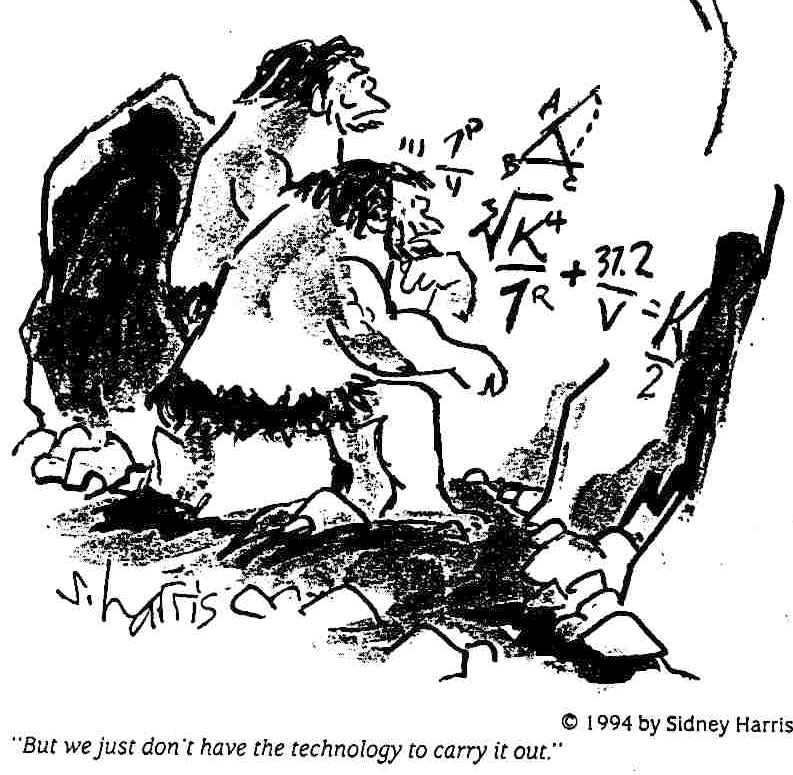 ''' 7ᴾ/V
A
B C
∛K⁴/7ᴿ + 37.2/V = K/2
S. Harris
© 1994 by Sidney Harris
"But we just don't have the technology to carry it out."